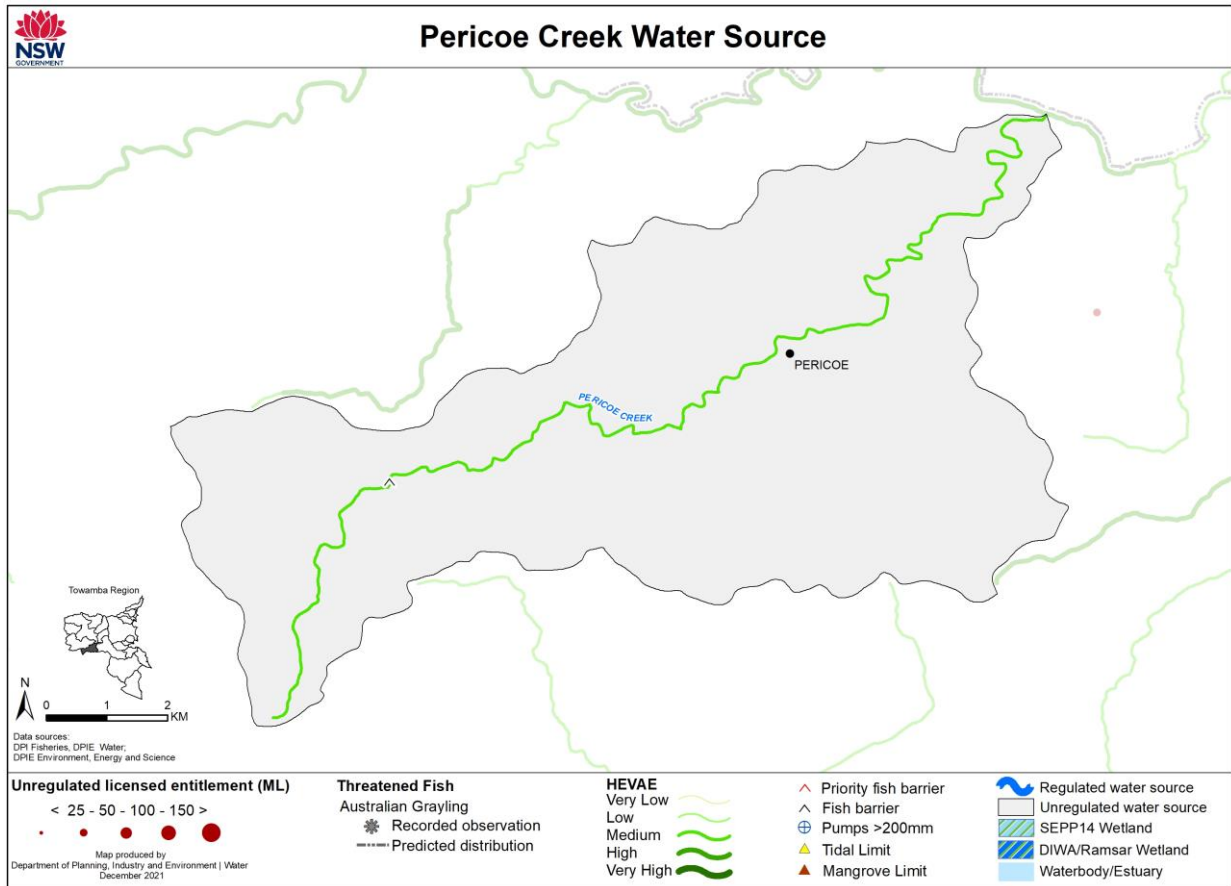 NSW
GOVERNMENT
Pericoe Creek Water Source
PERICOE
PERICOE CREEK
Towamba Region
N
0 1 2
KM
Data sources:
DPI Fisheries, DPIE Water;
DPIE Environment, Energy and Science
Unregulated licensed entitlement (ML)
< 25 - 50 - 100 - 150 >
Map produced by
Department of Planning, Industry and Environment | Water
December 2021
Threatened Fish
Australian Grayling
Recorded observation
Predicted distribution
HEVAE
Very Low
Low
Medium
High
Very High
Priority fish barrier
Fish barrier
Pumps >200mm
Tidal Limit
Mangrove Limit
Regulated water source
Unregulated water source
SEPP14 Wetland
DIWA/Ramsar Wetland
Waterbody/Estuary